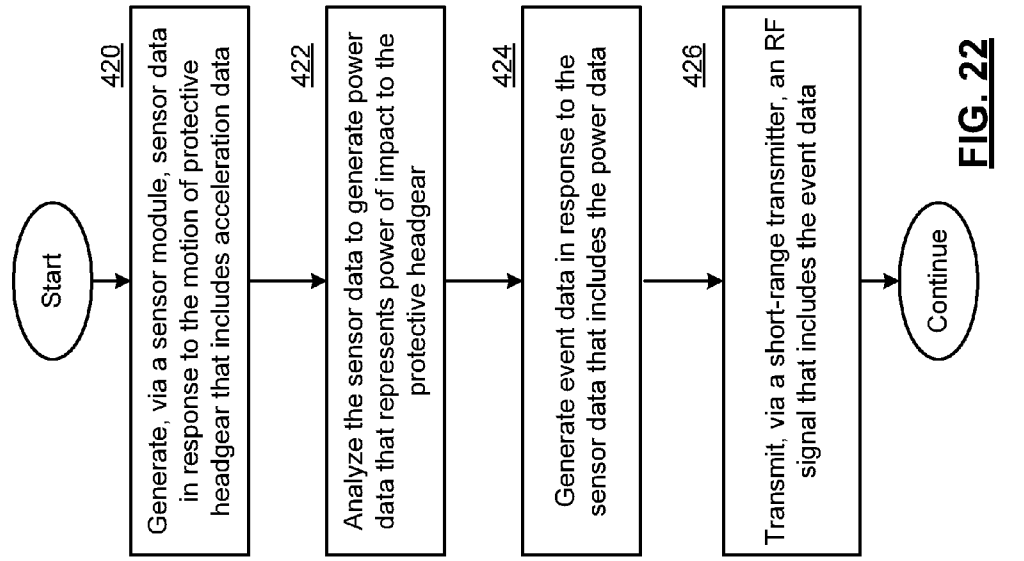 Start
420
Generate, via a sensor module, sensor data
in response to the motion of protective
headgear that includes acceleration data
422
Analyze the sensor data to generate power
data that represents power of impact to the
protective headgear
424
Generate event data in response to the
sensor data that includes the power data
426
Transmit, via a short-range transmitter, an RF
signal that includes the event data
Continue
FIG. 22